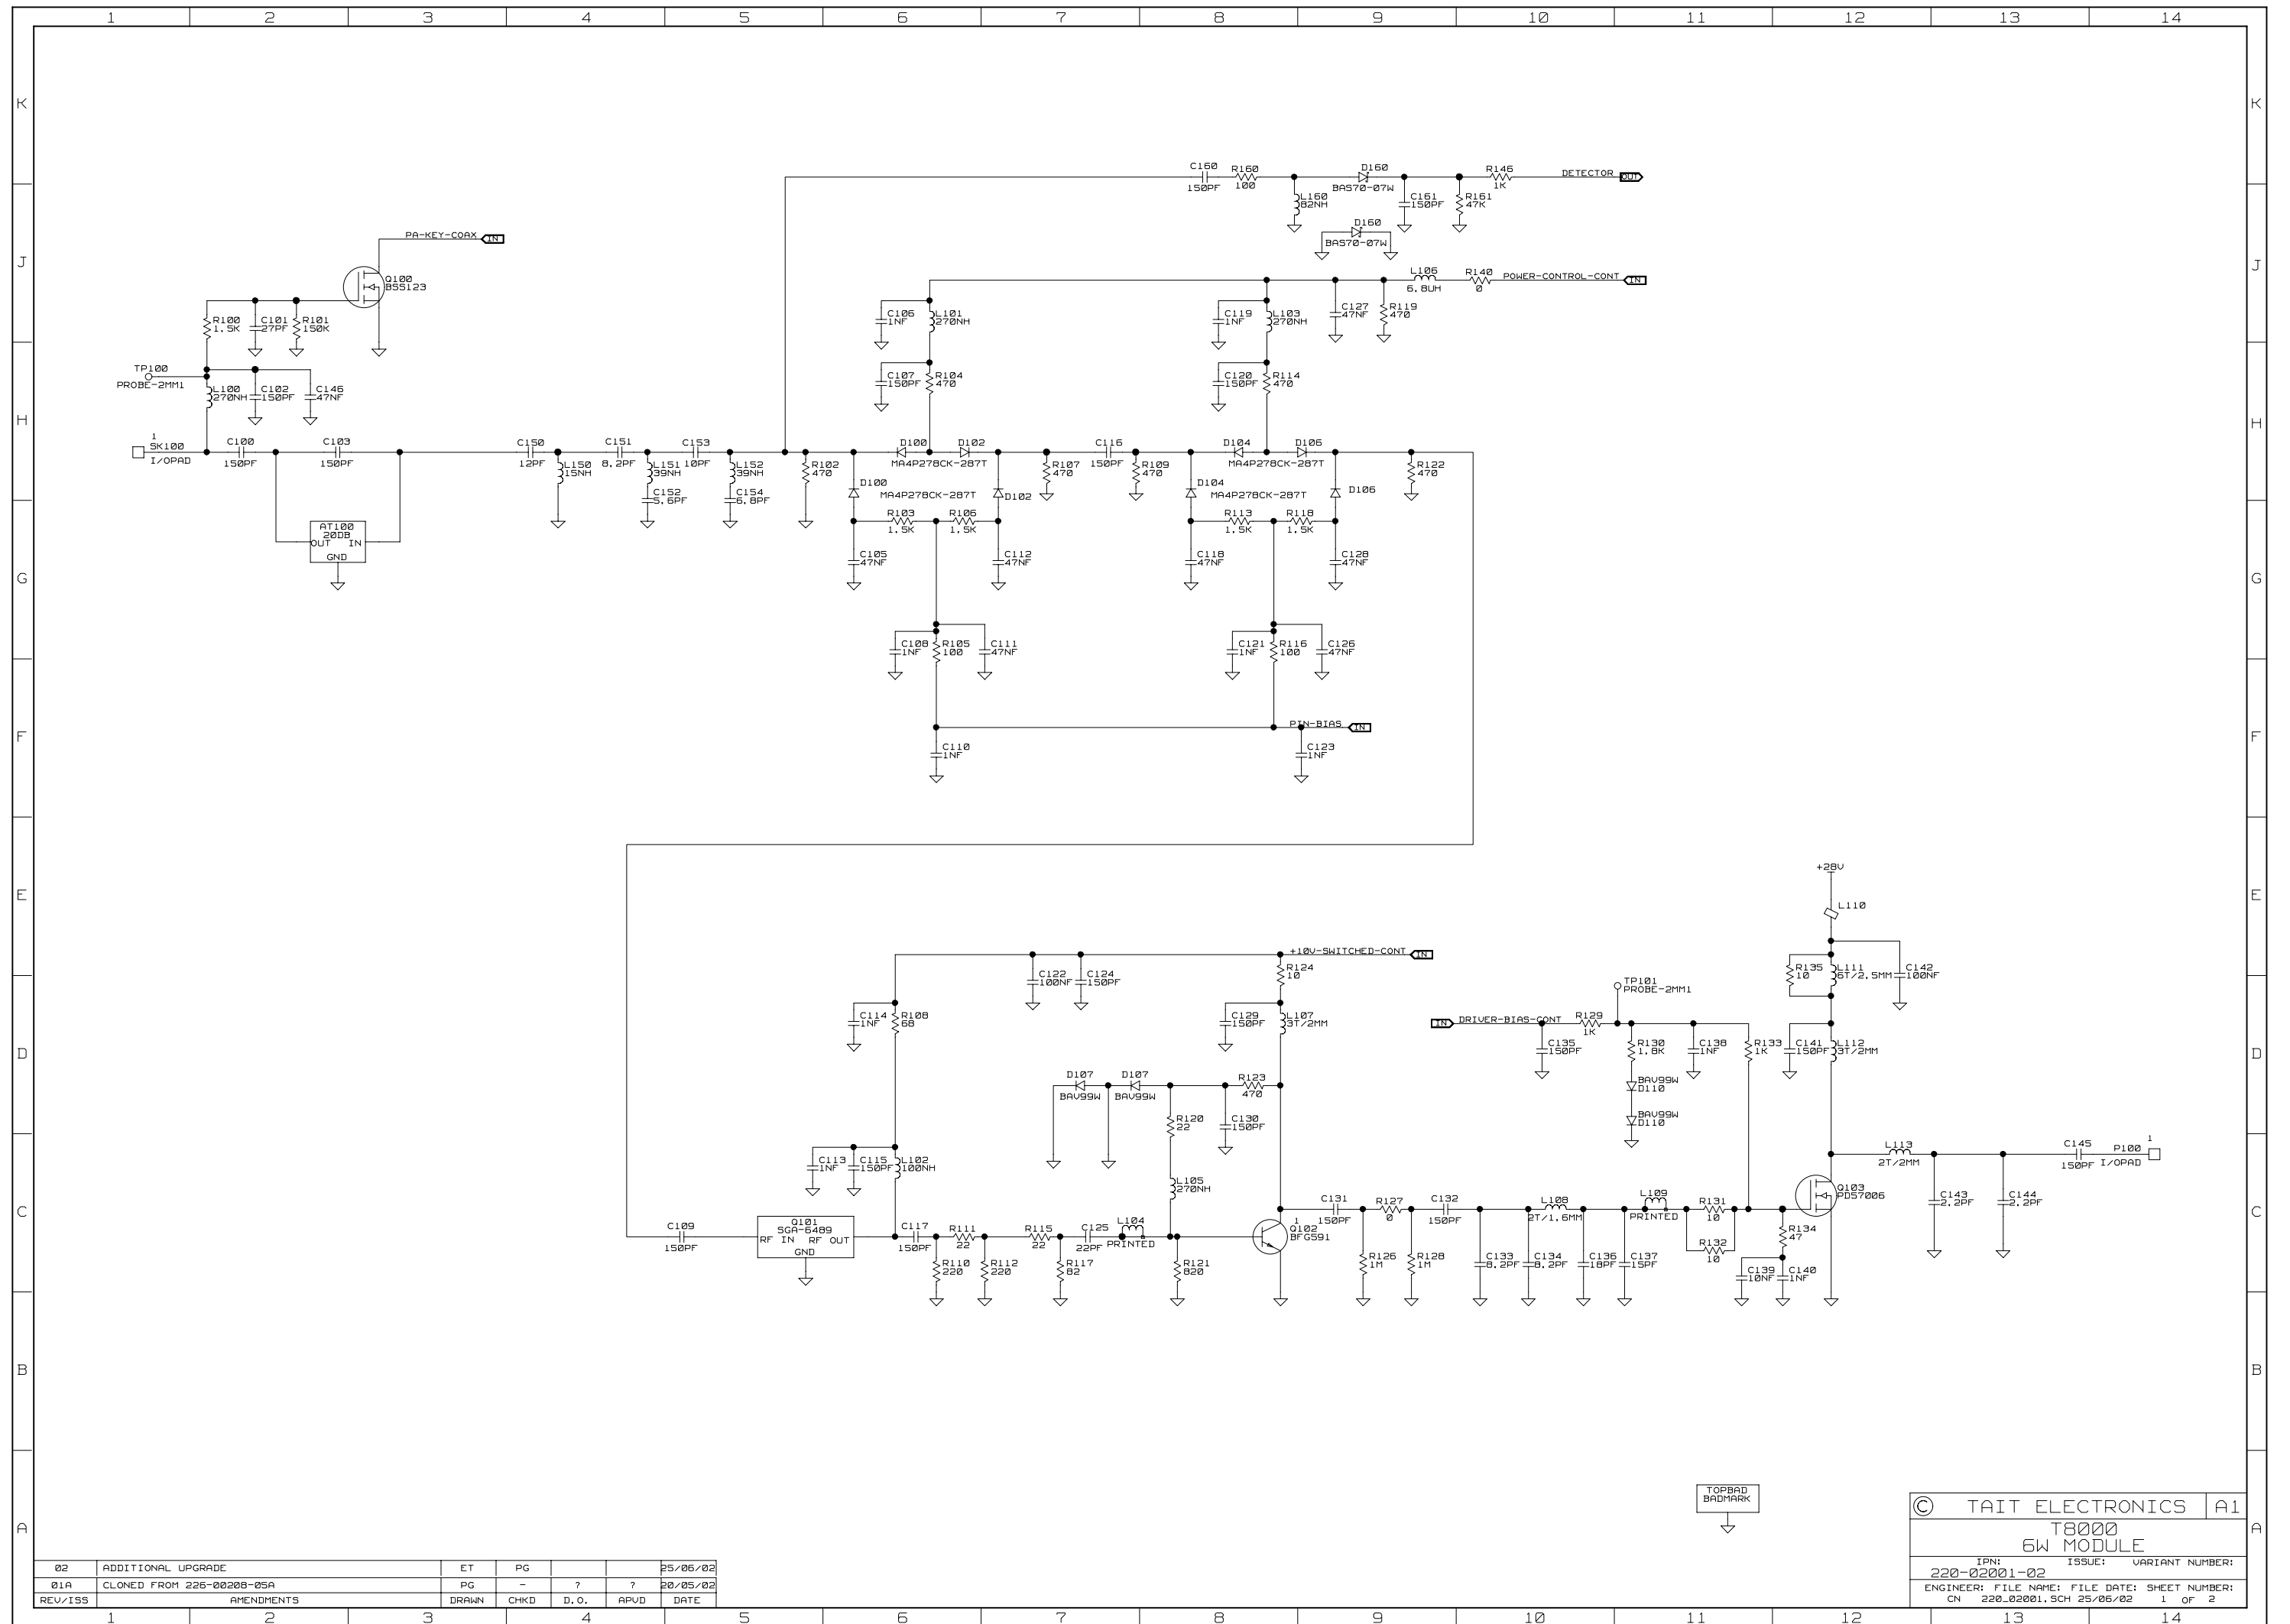 1 2 3 4 5 6 7 8 9 10 11 12 13 14
K K
C160
150PF
R160
100
D160
BAS70-07W
R146
1K
DETECTOR OUT
L160
82NH
C161
150PF
R161
47K
D160
BAS70-07W
PA-KEY-COAX IN
J J
Q100
BSS123
L106
6.8UH
R140
0
POWER-CONTROL-CONT IN
R100
1.5K
C101
27PF
R101
150K
C106
1NF
L101
270NH
C119
1NF
L103
270NH
C127
47NF
R119
470
TP100
PROBE-2MM1
L100
270NH
C102
150PF
C146
47NF
C107
150PF
R104
470
C120
150PF
R114
470
H H
1
SK100
I/OPAD
C100
150PF
C103
150PF
C150
12PF
L150
15NH
C151
8.2PF
L151
39NH
C153
10PF
L152
39NH
R102
470
D100 D102
MA4P278CK-287T
R107
470
C116
150PF
R109
470
D104 D106
MA4P278CK-287T
R122
470
C152
5.6PF
C154
6.8PF
D100
MA4P278CK-287T
D102
D104
MA4P278CK-287T
D106
AT100
20DB
OUT IN
GND
R103
1.5K
R106
1.5K
R113
1.5K
R118
1.5K
C105
47NF
C112
47NF
C118
47NF
C128
47NF
G G
C108
1NF
R105
100
C111
47NF
C121
1NF
R116
100
C126
47NF
F F
PIN-BIAS IN
C110
1NF
C123
1NF
E E
+28V
L110
+10V-SWITCHED-CONT IN
C122
100NF
C124
150PF
R124
10
R135
10
L111
6T/2.5MM
C142
100NF
TP101
PROBE-2MM1
C114
1NF
R108
68
C129
150PF
L107
3T/2MM
IN DRIVER-BIAS-CONT
R129
1K
D D
C135
150PF
R130
1.8K
C138
1NF
R133
1K
C141
150PF
L112
3T/2MM
D107
BAV99W
D107
BAV99W
R123
470
BAV99W
D110
BAV99W
D110
R120
22
C130
150PF
C113
1NF
C115
150PF
L102
100NH
L105
270NH
L113
2T/2MM
C145
150PF
P100
I/OPAD
1
C C
C109
150PF
Q101
SGA-6489
RF IN RF OUT
GND
C117
150PF
R111
22
R115
22
C125
22PF
L104
PRINTED
1
Q102
BFG591
C131
150PF
R127
0
C132
150PF
L108
2T/1.6MM
L109
PRINTED
R131
10
R132
10
Q103
PD57006
R134
47
C143
2.2PF
C144
2.2PF
R110
220
R112
220
R117
82
R121
820
R126
1M
R128
1M
C133
8.2PF
C134
8.2PF
C136
18PF
C137
15PF
C139
10NF
C140
1NF
B B
TOPBAD
BADMARK
A A
© TAIT ELECTRONICS A1
T8000
6W MODULE
IPN: ISSUE: VARIANT NUMBER:
220-02001-02
ENGINEER: FILE NAME: FILE DATE: SHEET NUMBER:
CN 220_02001.SCH 25/06/02 1 OF 2
02 ADDITIONAL UPGRADE ET PG 25/06/02
01A CLONED FROM 226-00208-05A PG - ? ? 20/05/02
REV/ISS AMENDMENTS DRAWN CHKD D.O. APVD DATE
1 2 3 4 5 6 7 8 9 10 11 12 13 14